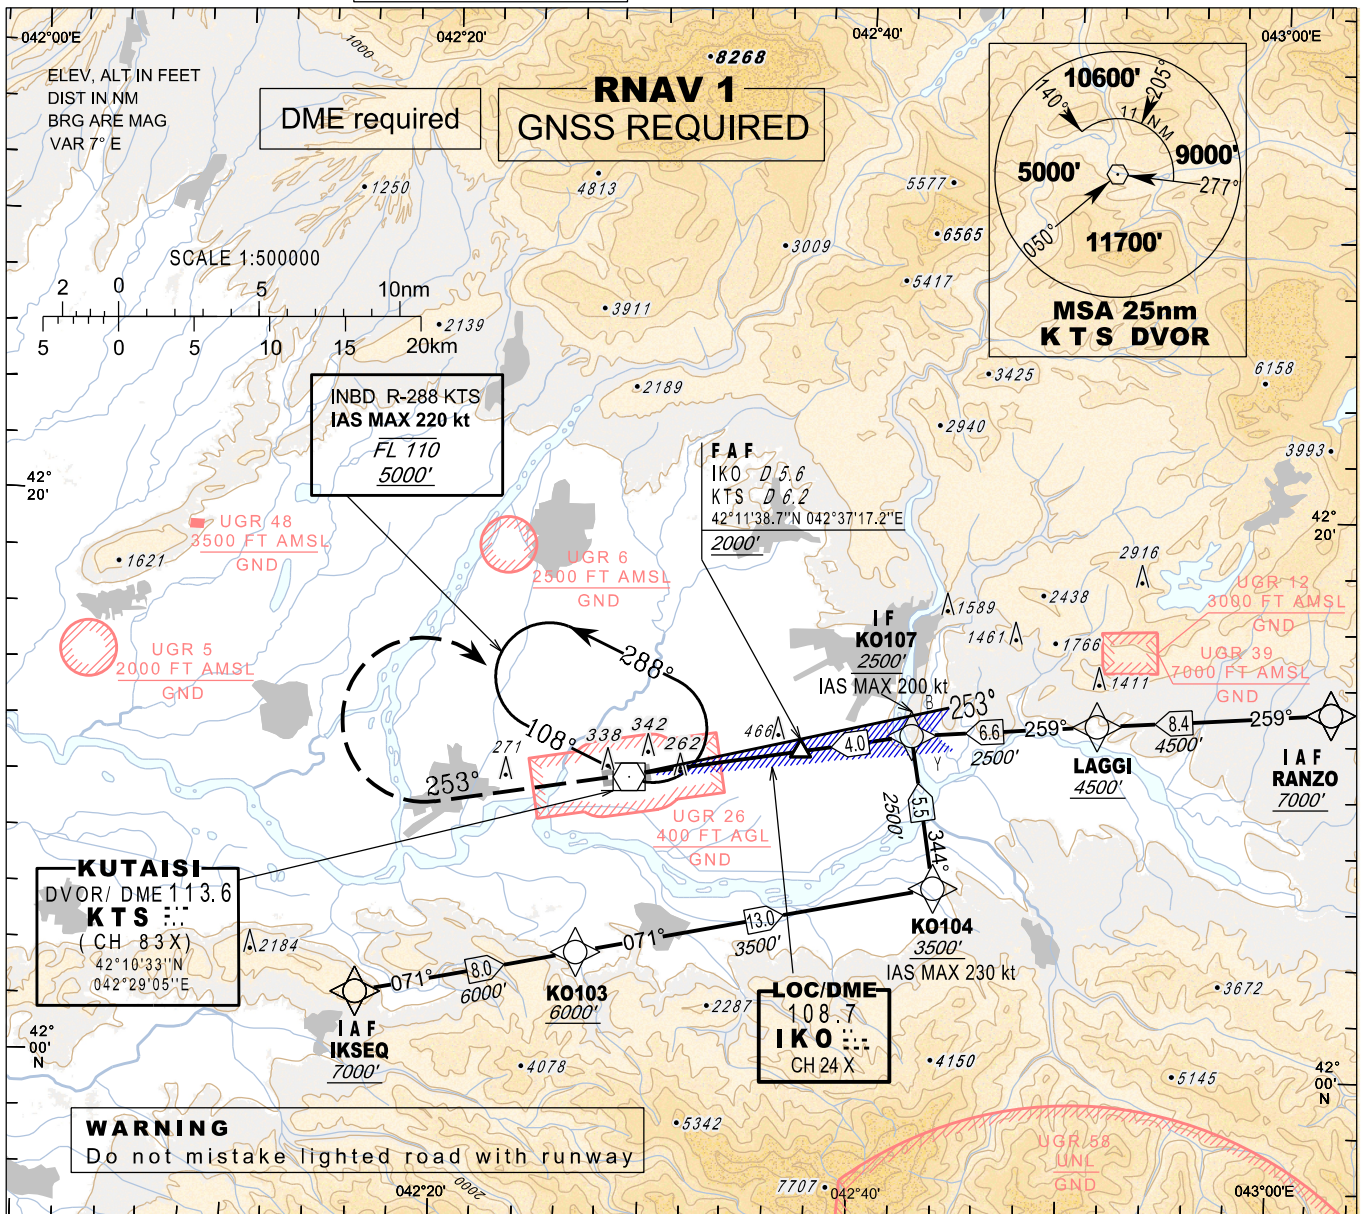 042°00'E
042°20'
042°40'
043°00'E
ELEV, ALT IN FEET
DIST IN NM
BRG ARE MAG
VAR 7° E
1000
DME required
RNAV 1
GNSS REQUIRED
8268
10600'
140°
205°
11 NM
5000'
9000'
277°
050°
11700'
MSA 25nm
KTS DVOR
1250
4813
5577
6565
3009
5417
3911
2139
SCALE 1:500000
2 0 5 10nm
5 0 5 10 15 20km
2189
3425
6158
2940
3993
INBD R-288 KTS
IAS MAX 220 kt
FL 110
5000'
FAF
IKO D 5.6
KTS D 6.2
42°11'38.7"N 042°37'17.2"E
2000'
42°
20'
42°
20'
UGR 48
3500 FT AMSL
GND
1621
UGR 6
2500 FT AMSL
GND
UGR 5
2000 FT AMSL
GND
2916
UGR 12
3000 FT AMSL
GND
2438
1589
1461
1766
UGR 39
7000 FT AMSL
GND
1411
IF
KO107
2500'
IAS MAX 200 kt
288°
108°
253°
B
253°
Y
271
338
342
262
466
4.0
6.6
2500'
259°
8.4
4500'
259°
LAGGI
4500'
IAF
RANZO
7000'
UGR 26
400 FT AGL
GND
5.5
2500'
344°
KUTAISI
DVOR/ DME 113.6
KTS
(CH 83X)
42°10'33"N
042°29'05"E
2184
KO104
3500'
IAS MAX 230 kt
13.0
3500'
071°
071°
8.0
6000'
KO103
6000'
IAF
IKSEQ
7000'
LOC/DME
108.7
IKO
CH 24 X
2287
3672
4150
5145
4078
5342
42°
00'
N
42°
00'
N
WARNING
Do not mistake lighted road with runway
UGR 58
UNL
GND
7707
042°20'
2000
042°40'
043°00'E